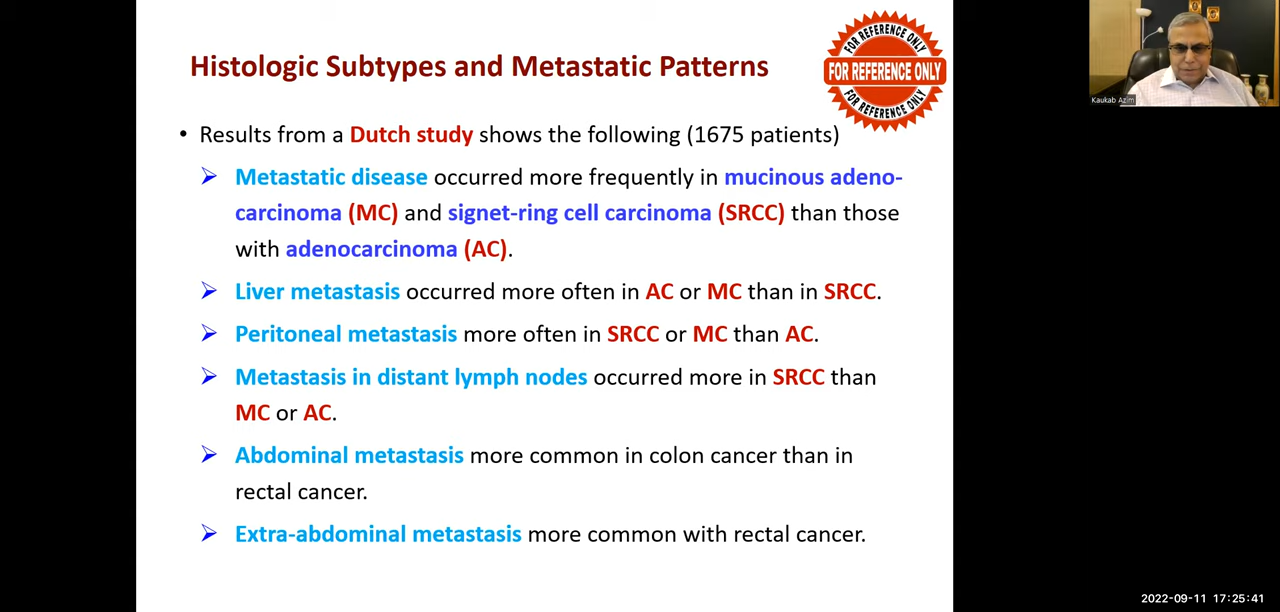 Histologic Subtypes and Metastatic Patterns
FOR REFERENCE ONLY
FOR REFERENCE ONLY
FOR REFERENCE ONLY
Kaukab Azim
• Results from a Dutch study shows the following (1675 patients)
➢ Metastatic disease occurred more frequently in mucinous adeno-
carcinoma (MC) and signet-ring cell carcinoma (SRCC) than those
with adenocarcinoma (AC).
➢ Liver metastasis occurred more often in AC or MC than in SRCC.
➢ Peritoneal metastasis more often in SRCC or MC than AC.
➢ Metastasis in distant lymph nodes occurred more in SRCC than
MC or AC.
➢ Abdominal metastasis more common in colon cancer than in
rectal cancer.
➢ Extra-abdominal metastasis more common with rectal cancer.
2022-09-11 17:25:41